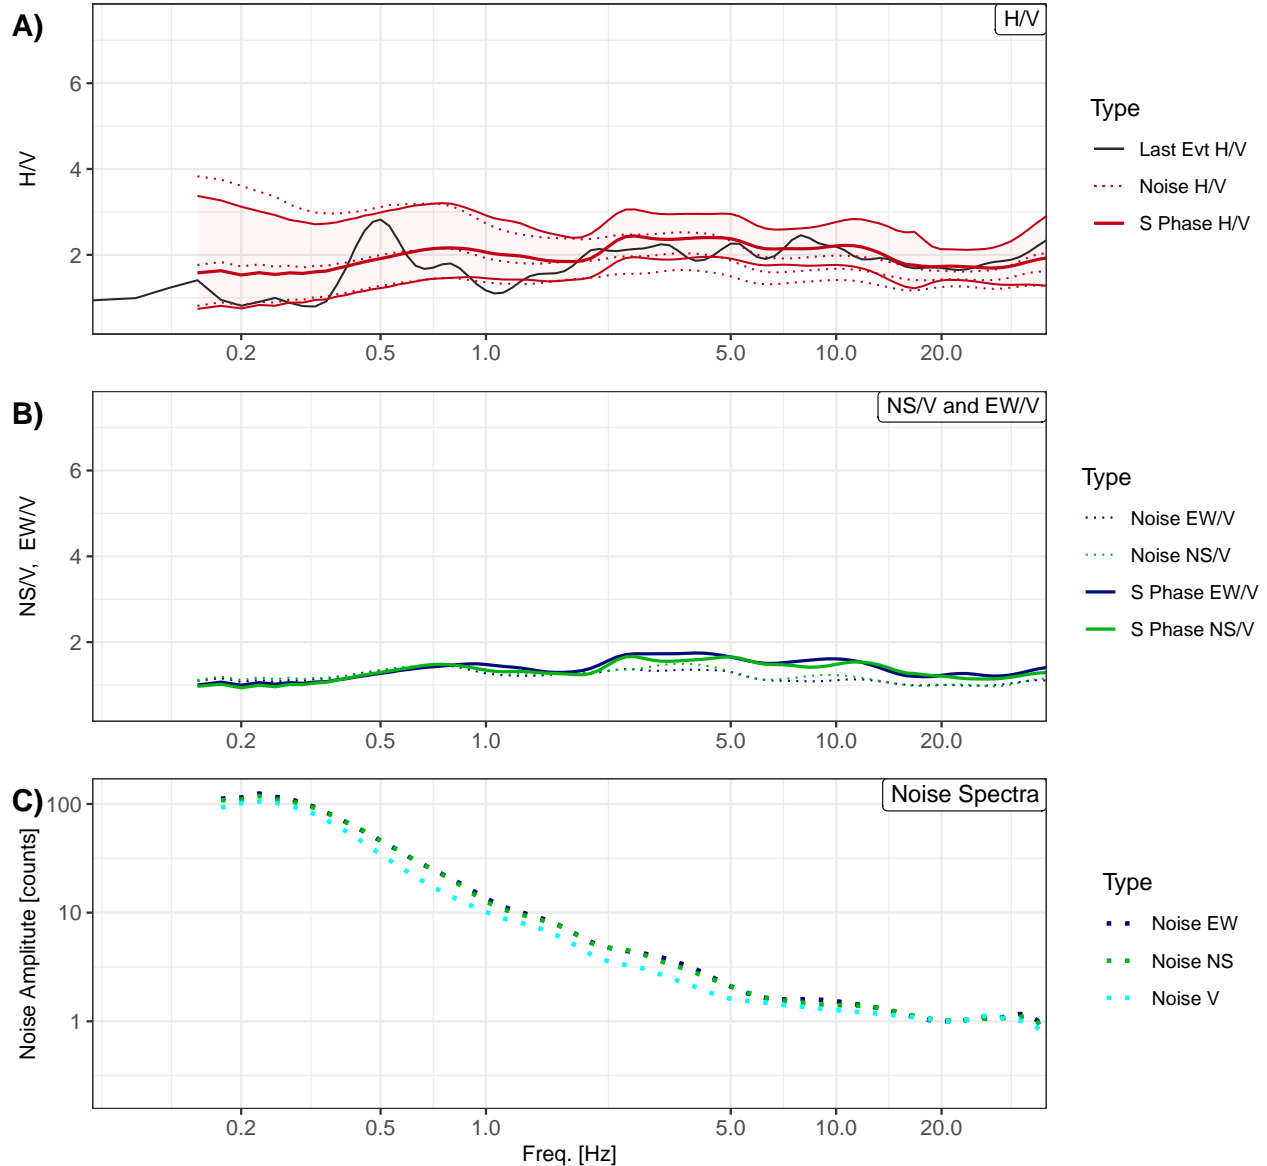 A)
H/V
6
4
2
H/V
0.2 0.5 1.0 5.0 10.0 20.0
Type
Last Evt H/V
Noise H/V
S Phase H/V
B)
NS/V and EW/V
6
4
2
NS/V, EW/V
0.2 0.5 1.0 5.0 10.0 20.0
Type
Noise EW/V
Noise NS/V
S Phase EW/V
S Phase NS/V
C)
Noise Spectra
100
10
1
Noise Amplitute [counts]
0.2 0.5 1.0 5.0 10.0 20.0
Freq. [Hz]
Type
Noise EW
Noise NS
Noise V